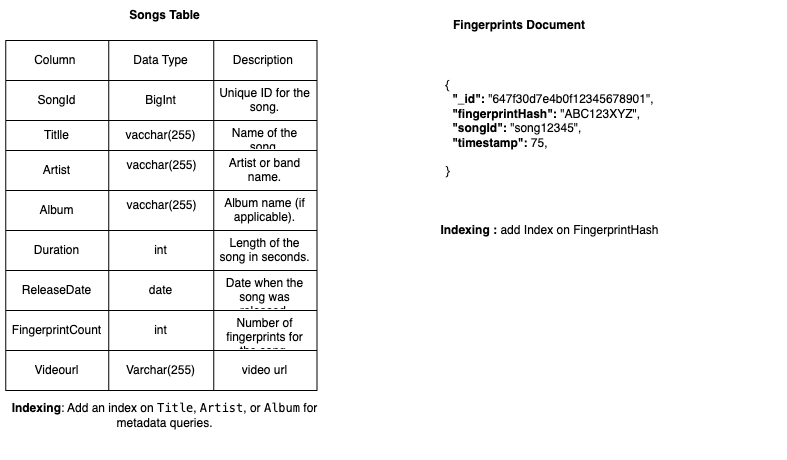 Songs Table
Column Data Type Description
SongId BigInt Unique ID for the
song.
Titlle vacchar(255) Name of the
song
Artist vacchar(255) Artist or band
name.
Album vacchar(255) Album name (if
applicable).
Duration int Length of the
song in seconds.
ReleaseDate date Date when the
song was
released.
FingerprintCount int Number of
fingerprints for
the song.
Videourl Varchar(255) video url
Indexing: Add an index on Title, Artist, or Album for
metadata queries.
Fingerprints Document
{
"_id": "647f30d7e4b0f12345678901",
"fingerprintHash": "ABC123XYZ",
"songId": "song12345",
"timestamp": 75,
}
Indexing : add Index on FingerprintHash